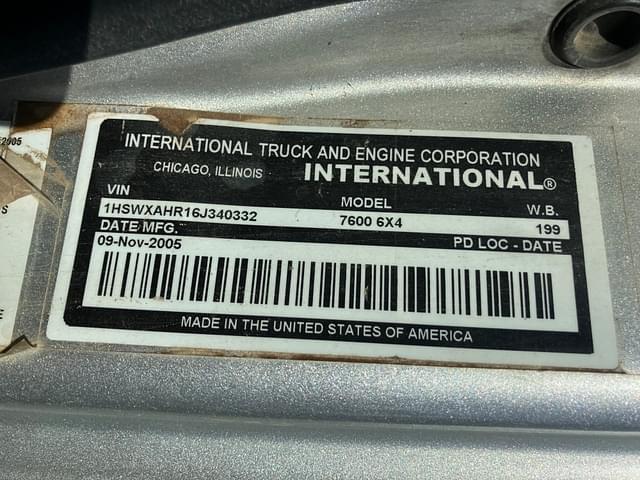 INTERNATIONAL TRUCK AND ENGINE CORPORATION
CHICAGO, ILLINOIS INTERNATIONAL®
VIN MODEL W.B.
1HSWXAHR16J340332 7600 6X4 199
DATE MFG. PD LOC - DATE
09-Nov-2005
MADE IN THE UNITED STATES OF AMERICA
2005
S
E